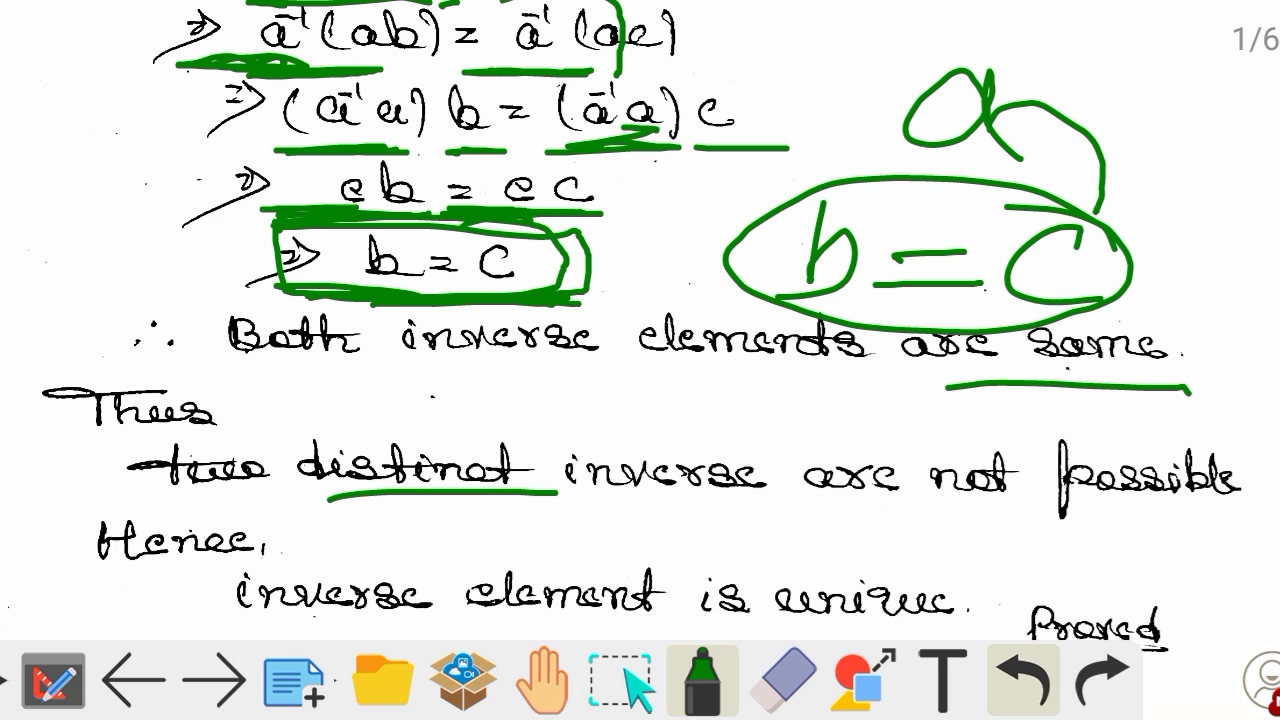 ⇒ a⁻¹(ab) = a⁻¹(ac)
1/6
⇒ (a⁻¹a) b = (a⁻¹a) c
a
⇒ eb = ec
⇒ b = c
b = c
∴ Both inverse elements are same.
Thus
two distinct inverse are not possible
Hence,
inverse element is unique.
Proved
T